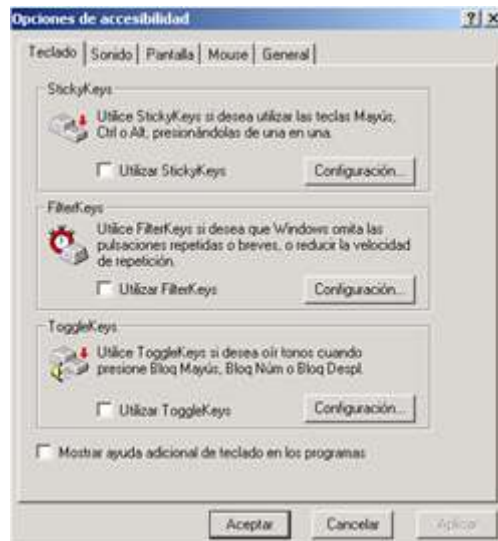 Opciones de accesibilidad
Teclado Sonido Pantalla Mouse General
StickyKeys
Utilice StickyKeys si desea utilizar las teclas Mayús,
Ctrl o Alt, presionándolas de una en una.
Utilizar StickyKeys Configuración...
FilterKeys
Utilice FilterKeys si desea que Windows omita las
pulsaciones repetidas o breves, o reducir la velocidad
de repetición.
Utilizar FilterKeys Configuración...
ToggleKeys
Utilice ToggleKeys si desea oír tonos cuando
presione Bloq Mayús, Bloq Núm o Bloq Despl.
Utilizar ToggleKeys Configuración...
Mostrar ayuda adicional de teclado en los programas
Aceptar Cancelar Aplicar